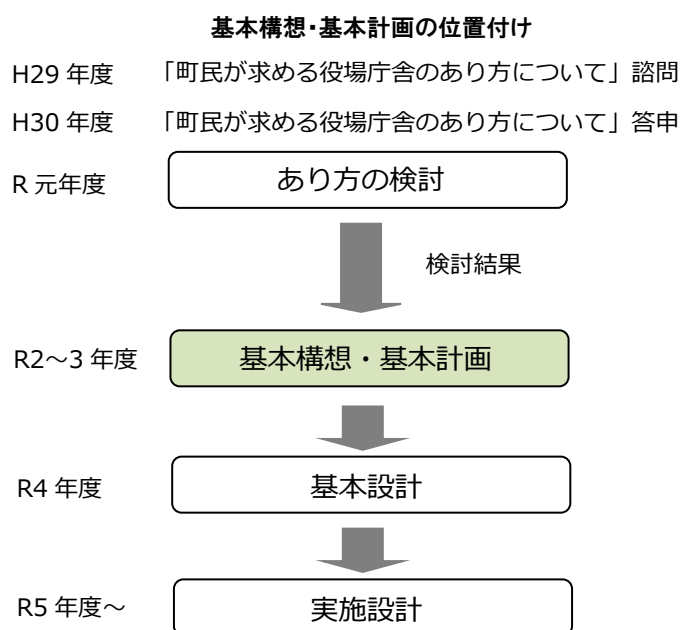 基本構想・基本計画の位置付け
H29 年度 「町民が求める役場庁舎のあり方について」諮問
H30 年度 「町民が求める役場庁舎のあり方について」答申
R 元年度 あり方の検討
検討結果
R2～3 年度 基本構想・基本計画
R4 年度 基本設計
R5 年度～ 実施設計